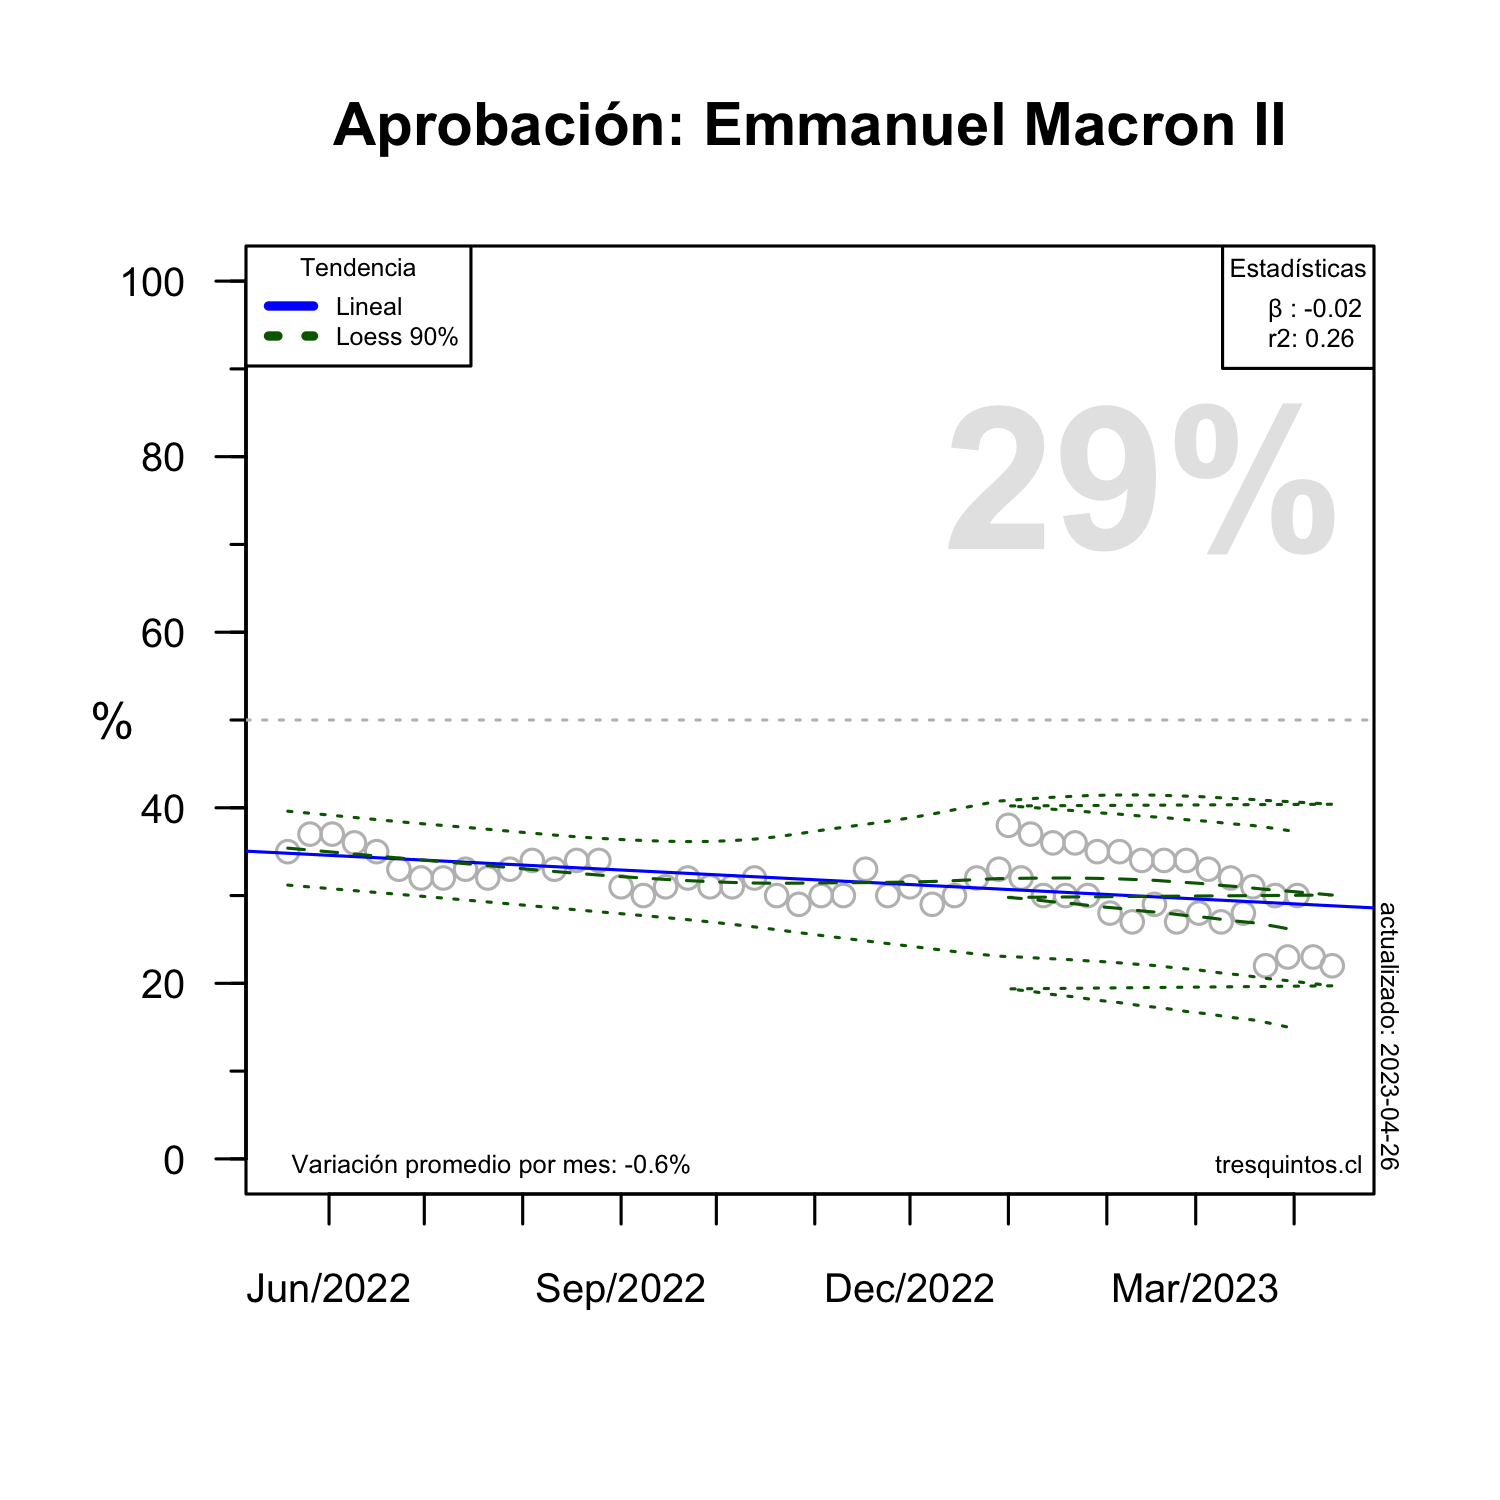 Aprobación: Emmanuel Macron II
Tendencia
Lineal
Loess 90%
Estadísticas
β : -0.02
r2: 0.26
29%
100
80
60
%
40
20
0
actualizado: 2023-04-26
Variación promedio por mes: -0.6%
tresquintos.cl
Jun/2022
Sep/2022
Dec/2022
Mar/2023